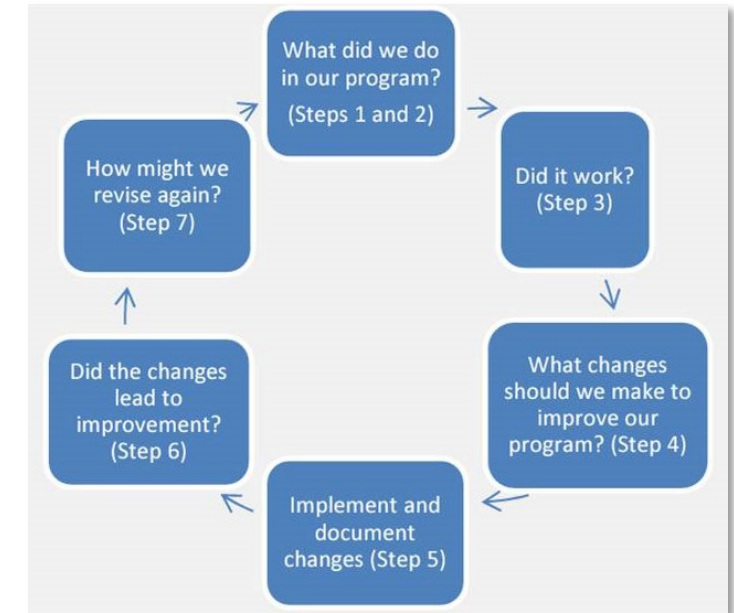 What did we do
in our program?
(Steps 1 and 2)
Did it work?
(Step 3)
What changes
should we make to
improve our
program? (Step 4)
Implement and
document
changes (Step 5)
Did the changes
lead to
improvement?
(Step 6)
How might we
revise again?
(Step 7)